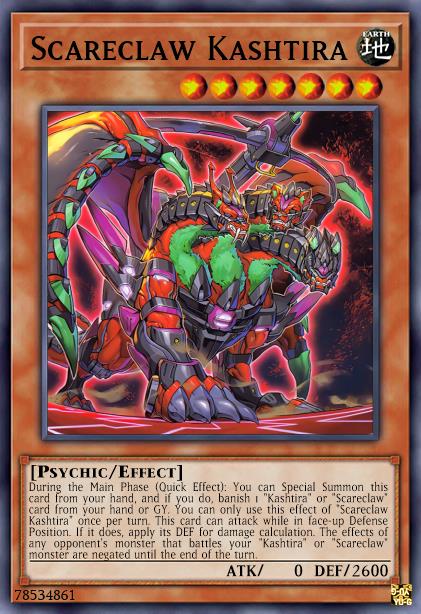 SCARECLAW KASHTIRA
EARTH
地
[PSYCHIC/EFFECT]
During the Main Phase (Quick Effect): You can Special Summon
this card from your hand, and if you do, banish 1 "Kashtira" or "Scareclaw"
card from your hand or GY. You can only use this effect of "Scareclaw
Kashtira" once per turn. This card can attack while in face-up Defense
Position. If it does, apply its DEF for damage calculation. The effects of
any opponent's monster that battles your "Kashtira" or "Scareclaw"
monster are negated until the end of the turn.
ATK/ 0 DEF/2600
78534861